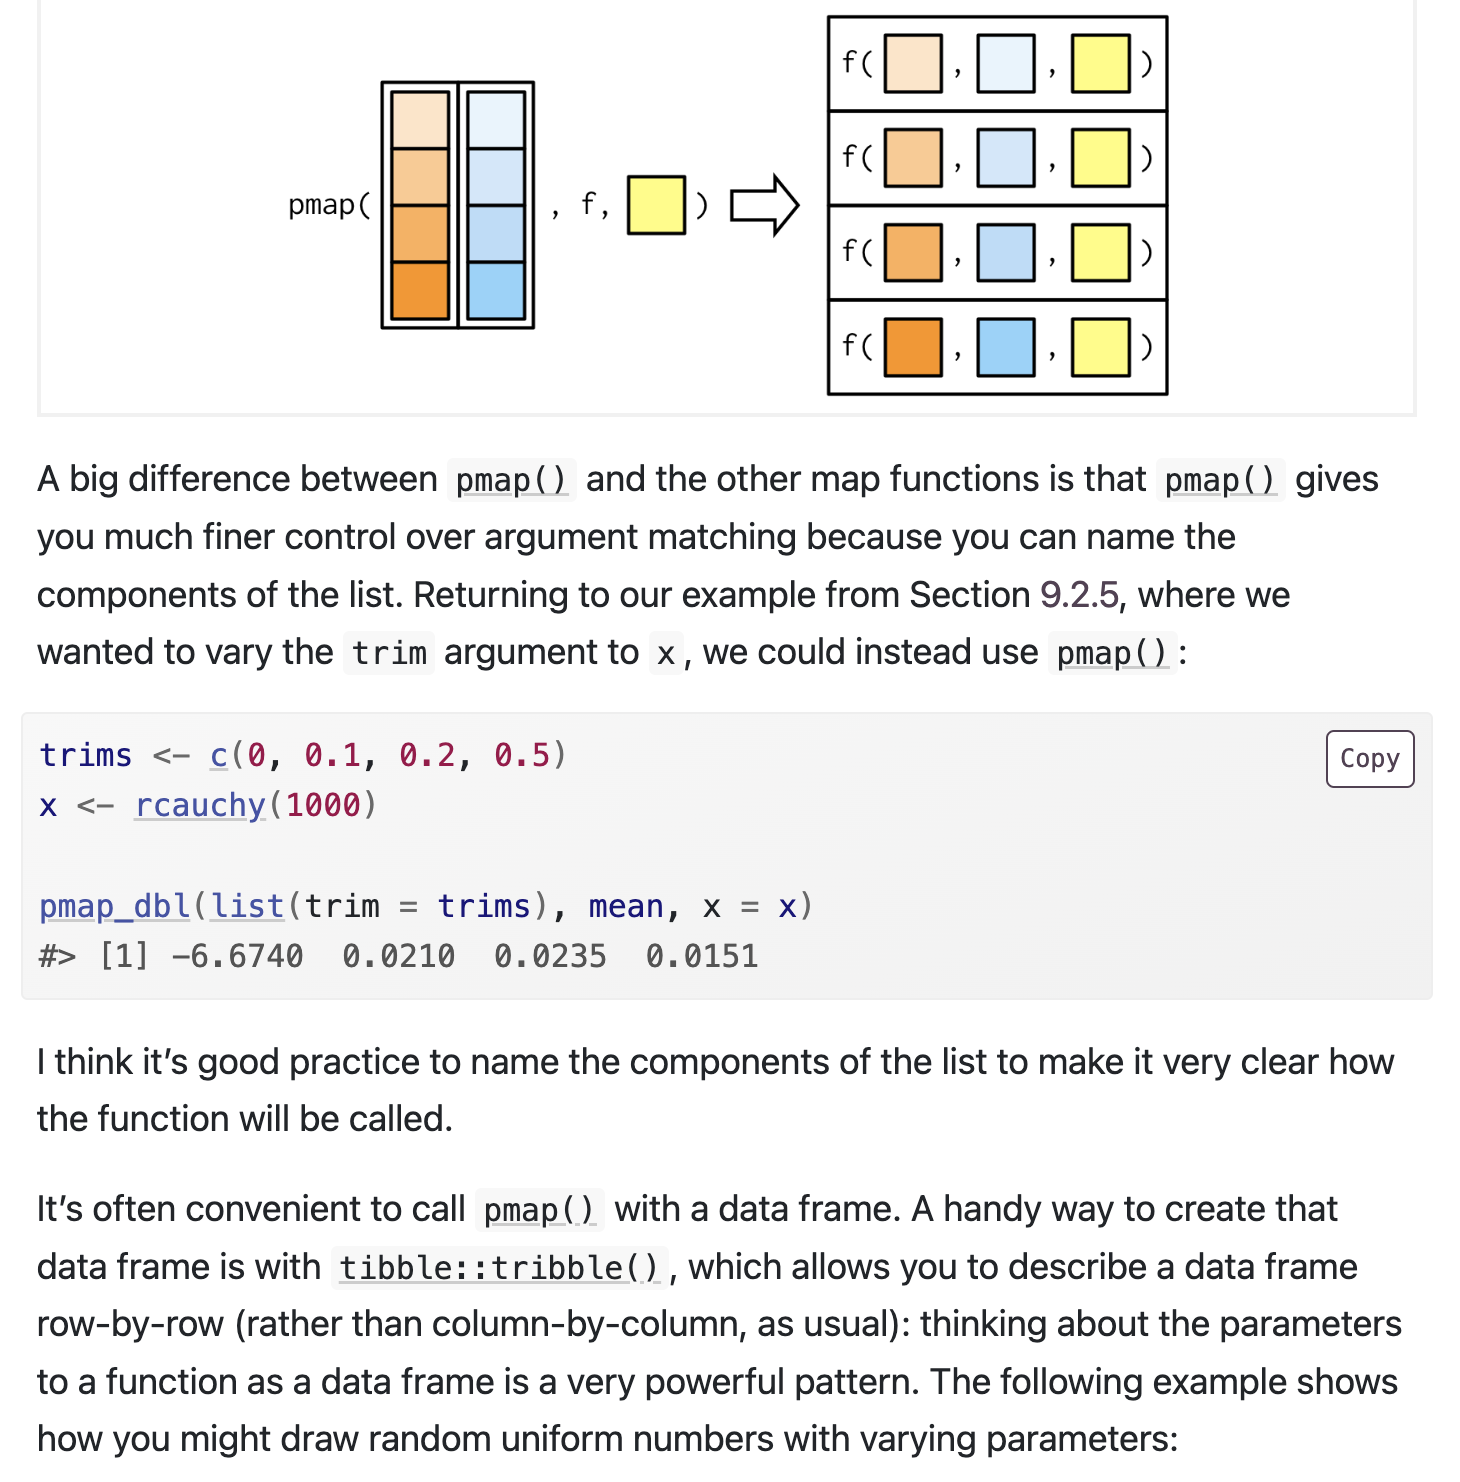 f( , , )
f( , , )
pmap( , f, )
f( , , )
f( , , )
A big difference between pmap() and the other map functions is that pmap() gives
you much finer control over argument matching because you can name the
components of the list. Returning to our example from Section 9.2.5, where we
wanted to vary the trim argument to x, we could instead use pmap():
trims <- c(0, 0.1, 0.2, 0.5)
Copy
x <- rcauchy(1000)
pmap_dbl(list(trim = trims), mean, x = x)
#> [1] -6.6740  0.0210  0.0235  0.0151
I think it’s good practice to name the components of the list to make it very clear how
the function will be called.
It’s often convenient to call pmap() with a data frame. A handy way to create that
data frame is with tibble::tribble(), which allows you to describe a data frame
row-by-row (rather than column-by-column, as usual): thinking about the parameters
to a function as a data frame is a very powerful pattern. The following example shows
how you might draw random uniform numbers with varying parameters: